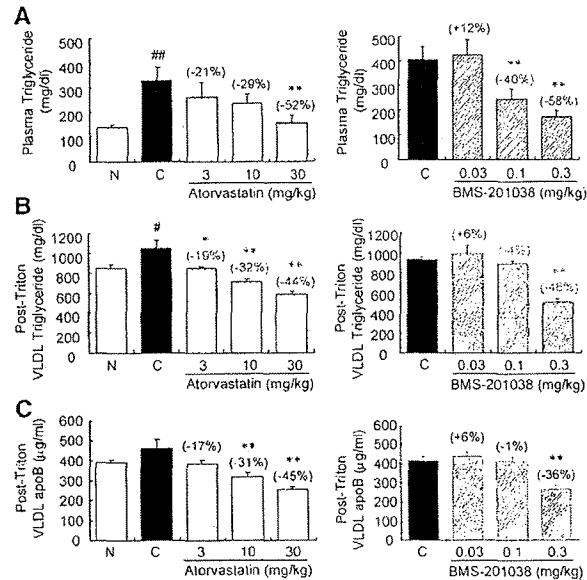 A
Plasma Triglyceride
(mg/dl)
500
400
300
200
100
0
##
(-21%)
(-29%)
**
(-52%)
N
C
3
10
30
Atorvastatin (mg/kg)
Plasma Triglyceride
(mg/dl)
500
400
300
200
100
0
(+12%)
**
(-40%)
**
(-58%)
C
0.03
0.1
0.3
BMS-201038 (mg/kg)
B
Post-Triton
VLDL Triglyceride (mg/dl)
1200
1000
800
600
400
200
0
#
*
(-19%)
**
(-32%)
**
(-44%)
N
C
3
10
30
Atorvastatin (mg/kg)
Post-Triton
VLDL Triglyceride (mg/dl)
1200
1000
800
600
400
200
0
(+6%)
(-4%)
**
(-48%)
C
0.03
0.1
0.3
BMS-201038 (mg/kg)
C
Post-Triton
VLDL apoB (μg/ml)
600
500
400
300
200
100
0
(-17%)
**
(-31%)
**
(-45%)
N
C
3
10
30
Atorvastatin (mg/kg)
Post-Triton
VLDL apoB (μg/ml)
600
500
400
300
200
100
0
(+6%)
(-1%)
**
(-36%)
C
0.03
0.1
0.3
BMS-201038 (mg/kg)